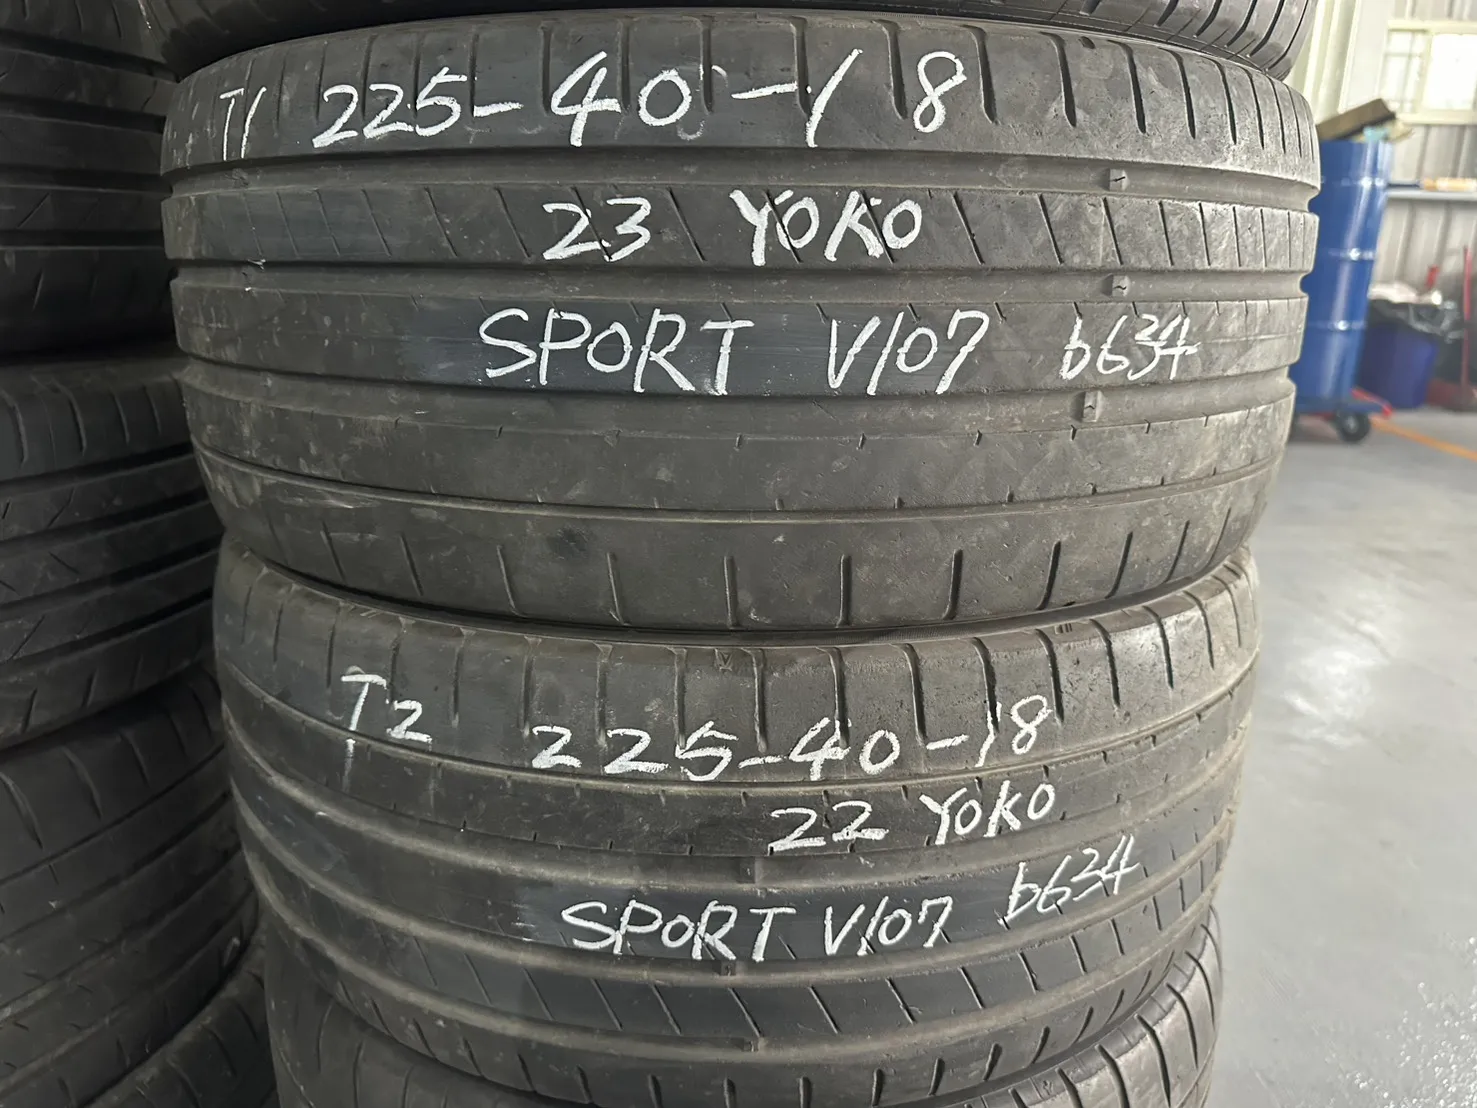 T1 225-40-18
23 YOKO
SPORT V107 b634
T2 225-40-18
22 YOKO
SPORT V107 b634